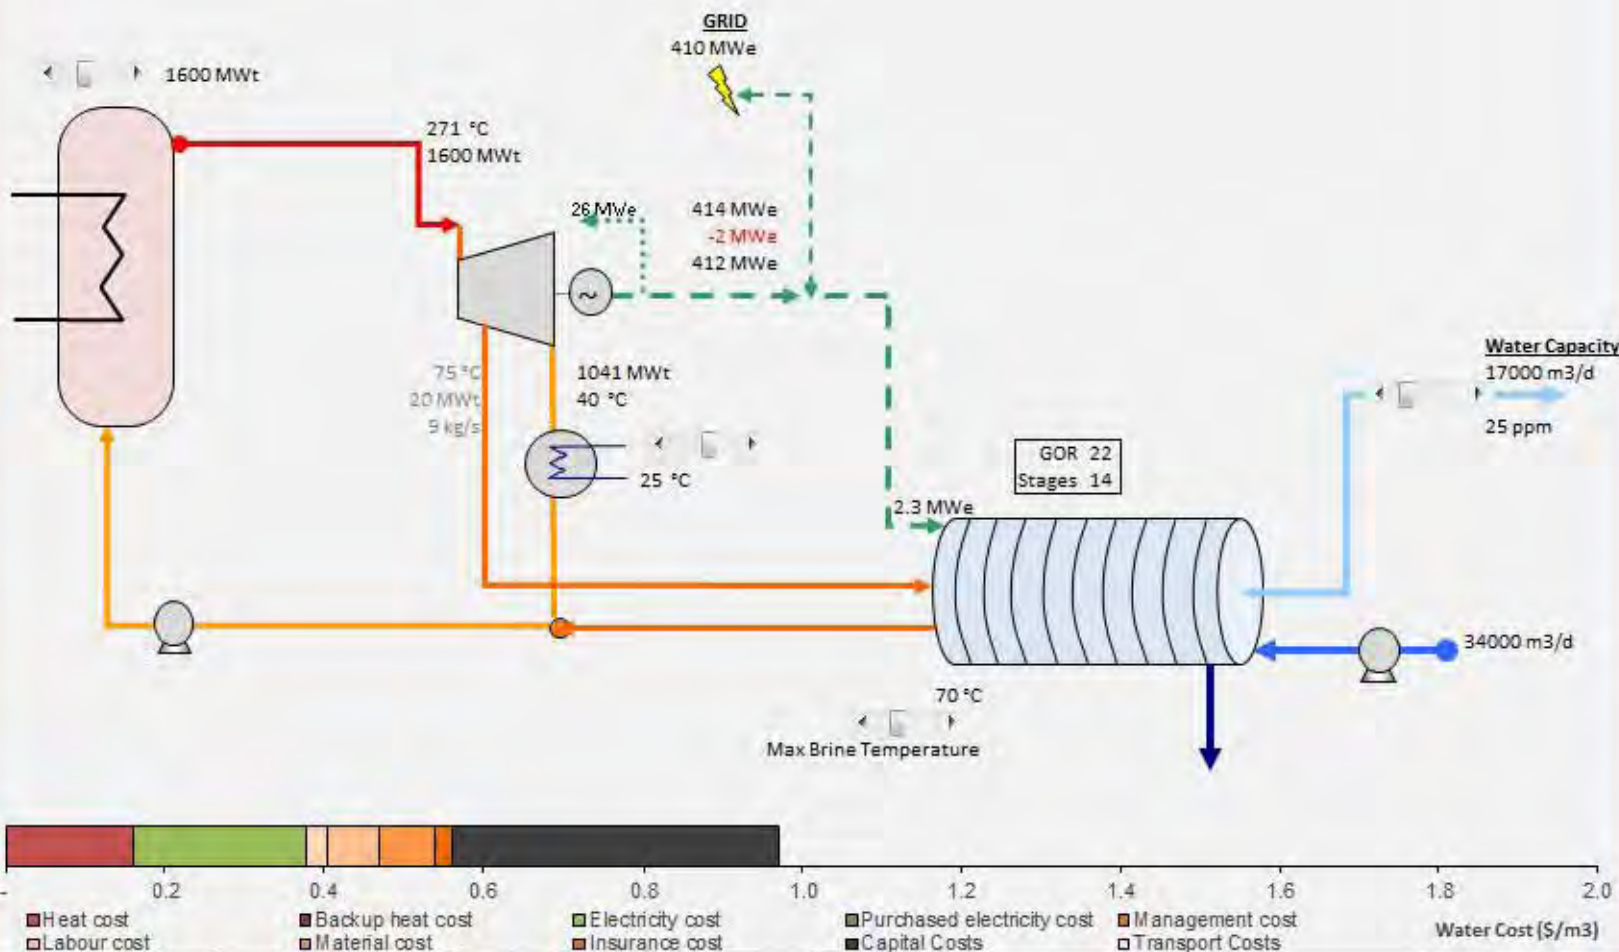 GRID
410 MWe
1600 MWt
271 °C
1600 MWt
26 MWe
414 MWe
-2 MWe
412 MWe
~
75 °C
20 MWt
9 kg/s
1041 MWt
40 °C
25 °C
Water Capacity
17000 m3/d
25 ppm
GOR 22
Stages 14
2.3 MWe
34000 m3/d
70 °C
Max Brine Temperature
- 0.2 0.4 0.6 0.8 1.0 1.2 1.4 1.6 1.8 2.0
Heat cost Backup heat cost Electricity cost Purchased electricity cost Management cost
Water Cost ($/m3)
Labour cost Material cost Insurance cost Capital Costs Transport Costs